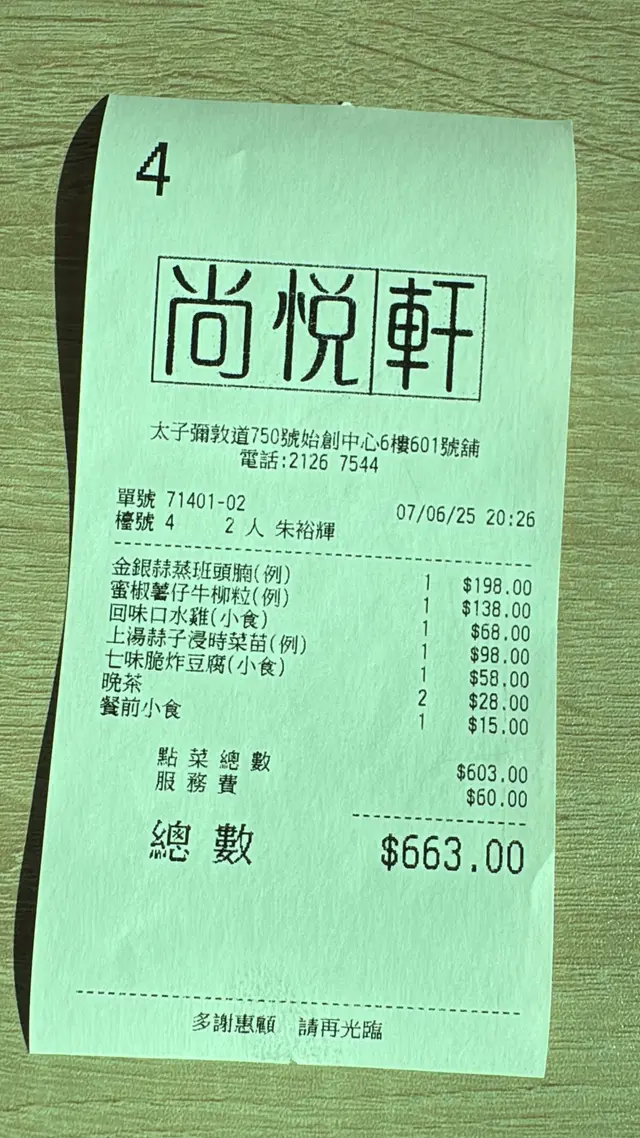 4
尚悦軒
太子彌敦道750號始創中心6樓601號舖
電話:2126 7544
單號 71401-02 07/06/25 20:26
檯號 4 2 人 朱裕輝
金銀蒜蒸班頭腩(例) 1 $198.00
蜜椒薯仔牛柳粒(例) 1 $138.00
回味口水雞(小食) 1 $68.00
上湯蒜子浸時菜苗(例) 1 $98.00
七味脆炸豆腐(小食) 1 $58.00
晚茶 2 $28.00
餐前小食 1 $15.00
點菜總數 $603.00
服務費 $60.00
總數 $663.00
多謝惠顧 請再光臨